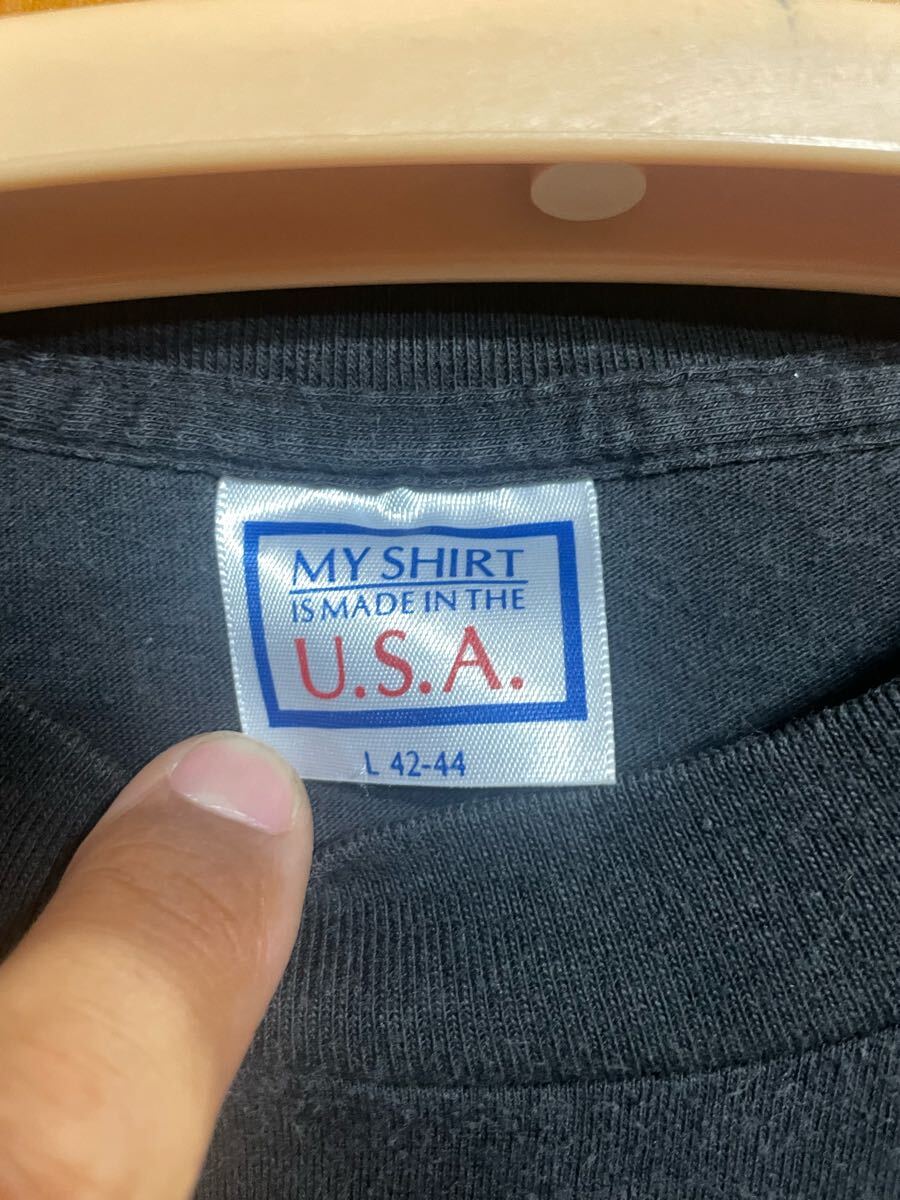 MY SHIRT
IS MADE IN THE
U.S.A.
L 42-44